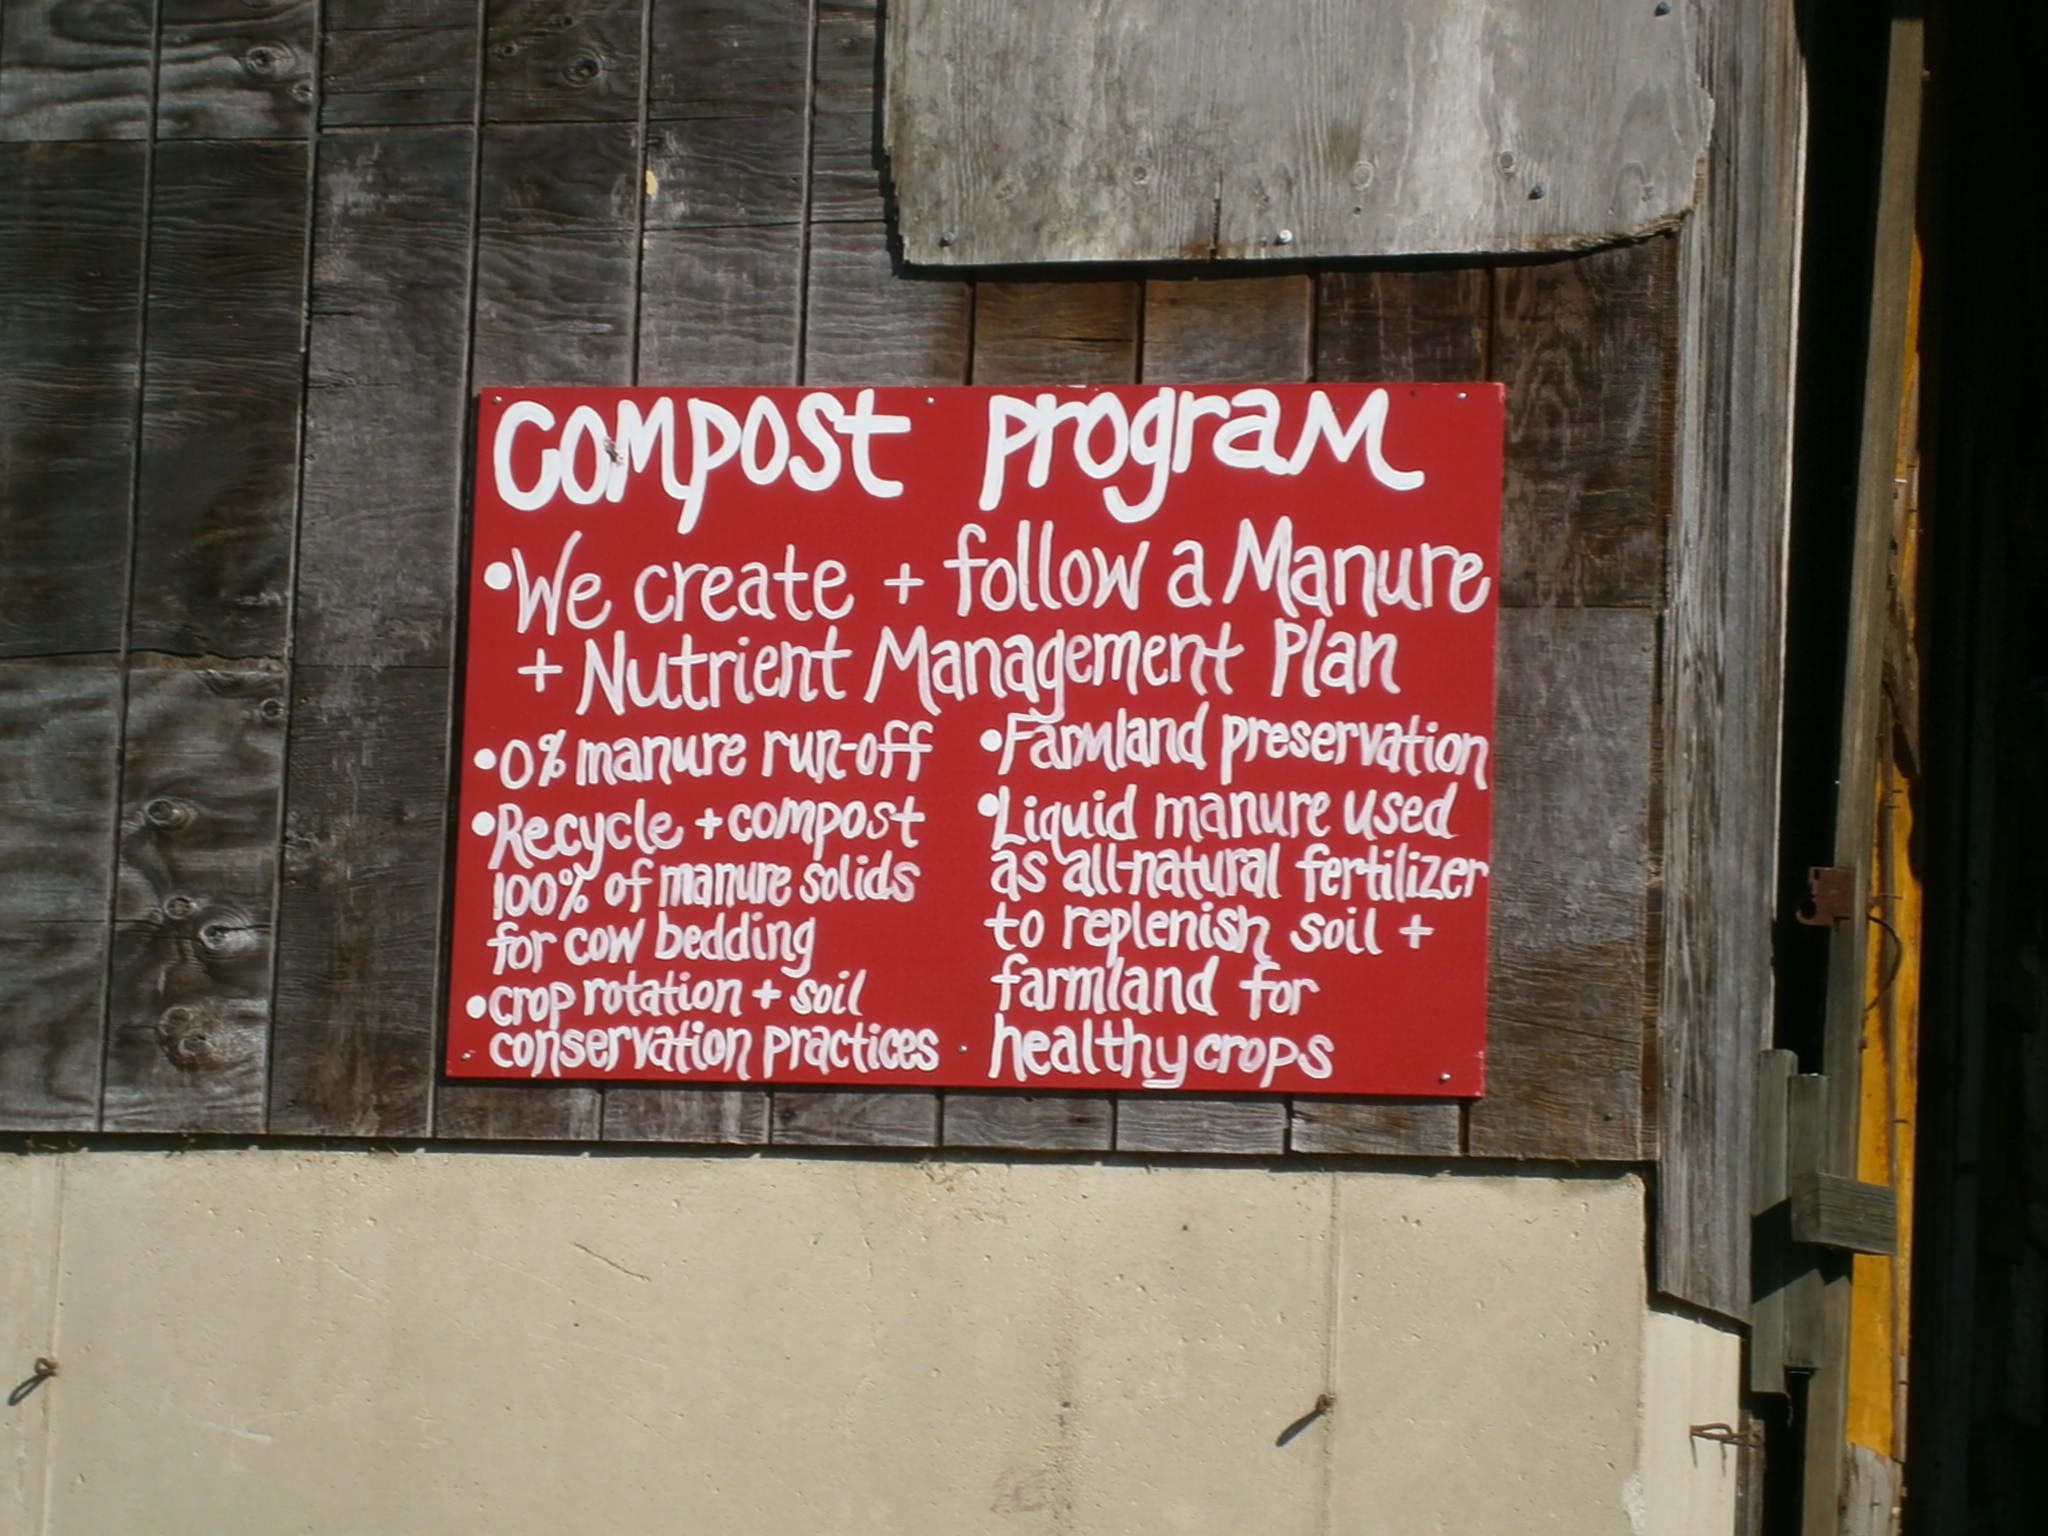 Compost Program
• We create + follow a Manure
+ Nutrient Management Plan
• 0% manure run-off
• Recycle + compost
100% of manure solids
for cow bedding
• crop rotation + soil
conservation practices
• Farmland preservation
• Liquid manure used
as all-natural fertilizer
to replenish soil +
farmland for
healthy crops